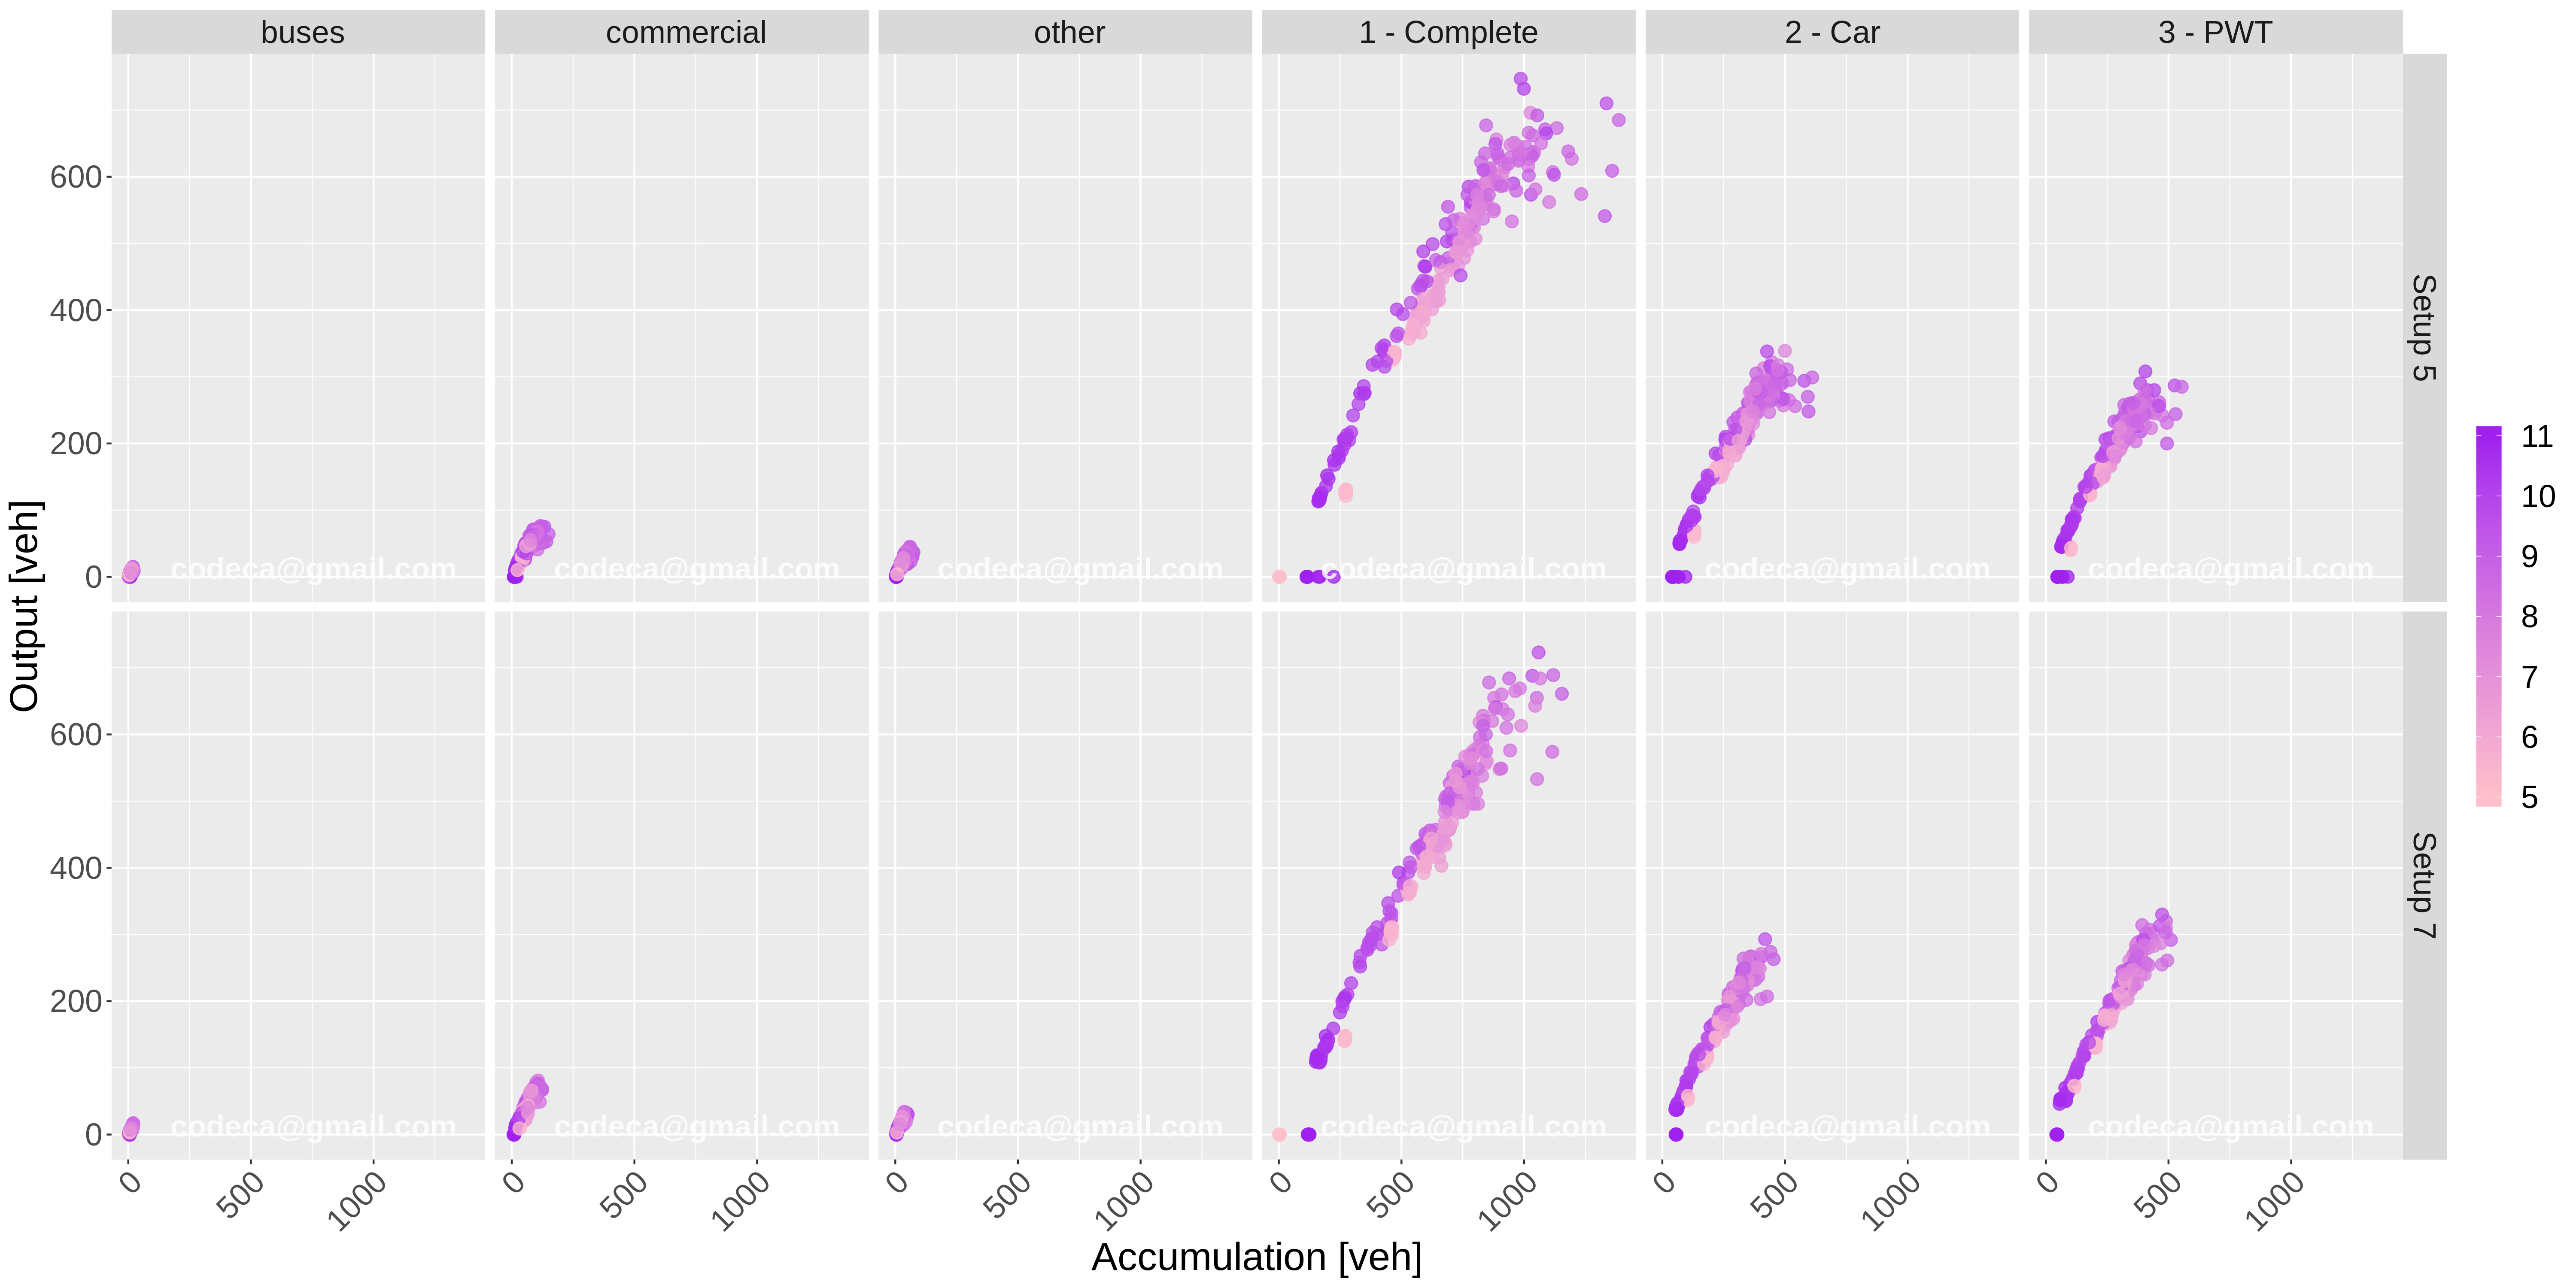 buses commercial other 1 - Complete 2 - Car 3 - PWT
Output [veh]
600
400
200
0
codeca@gmail.com codeca@gmail.com codeca@gmail.com codeca@gmail.com codeca@gmail.com codeca@gmail.com
Setup 5
600
400
200
0
codeca@gmail.com codeca@gmail.com codeca@gmail.com codeca@gmail.com codeca@gmail.com codeca@gmail.com
Setup 7
0 500 1000 0 500 1000 0 500 1000 0 500 1000 0 500 1000 0 500 1000
Accumulation [veh]
11
10
9
8
7
6
5